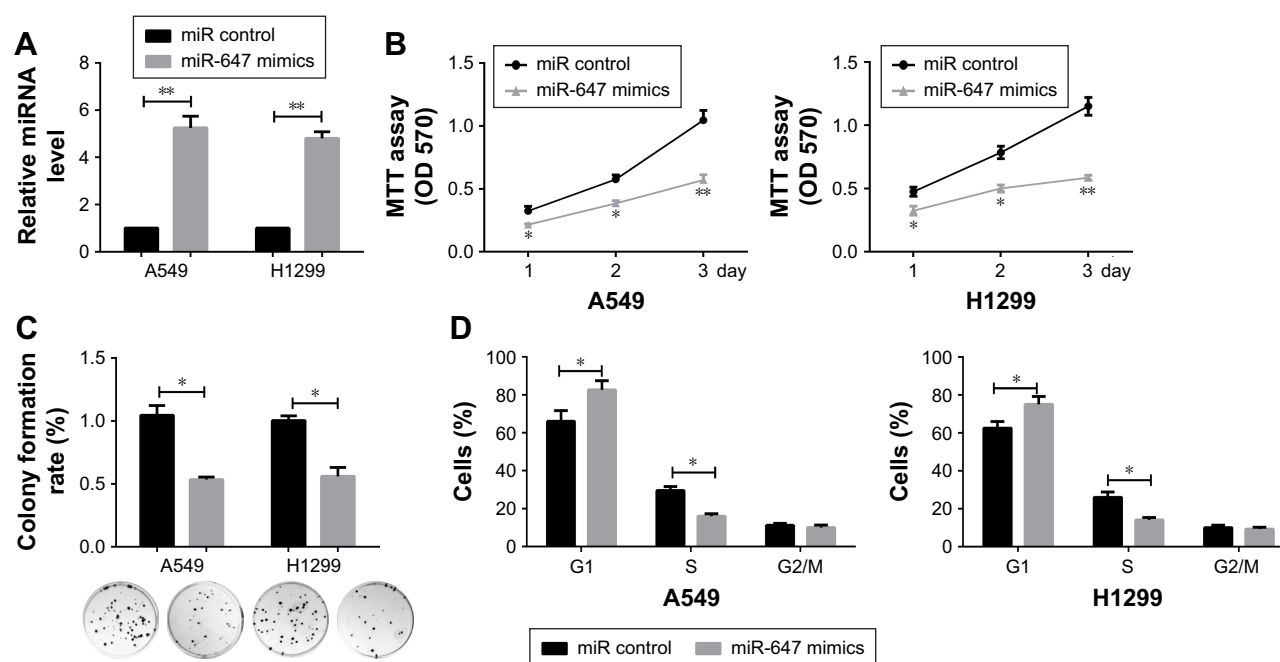 A
miR control
miR-647 mimics
Relative miRNA
level
8
6
4
2
0
**
**
A549
H1299
B
MTT assay
(OD 570)
1.5
1.0
0.5
0.0
miR control
miR-647 mimics
*
*
**
1
2
3 day
A549
MTT assay
(OD 570)
1.5
1.0
0.5
0.0
miR control
miR-647 mimics
*
*
**
1
2
3 day
H1299
C
Colony formation
rate (%)
1.5
1.0
0.5
0.0
*
*
A549
H1299
D
Cells (%)
100
80
60
40
20
0
*
*
G1
S
G2/M
A549
Cells (%)
100
80
60
40
20
0
*
*
G1
S
G2/M
H1299
miR control
miR-647 mimics